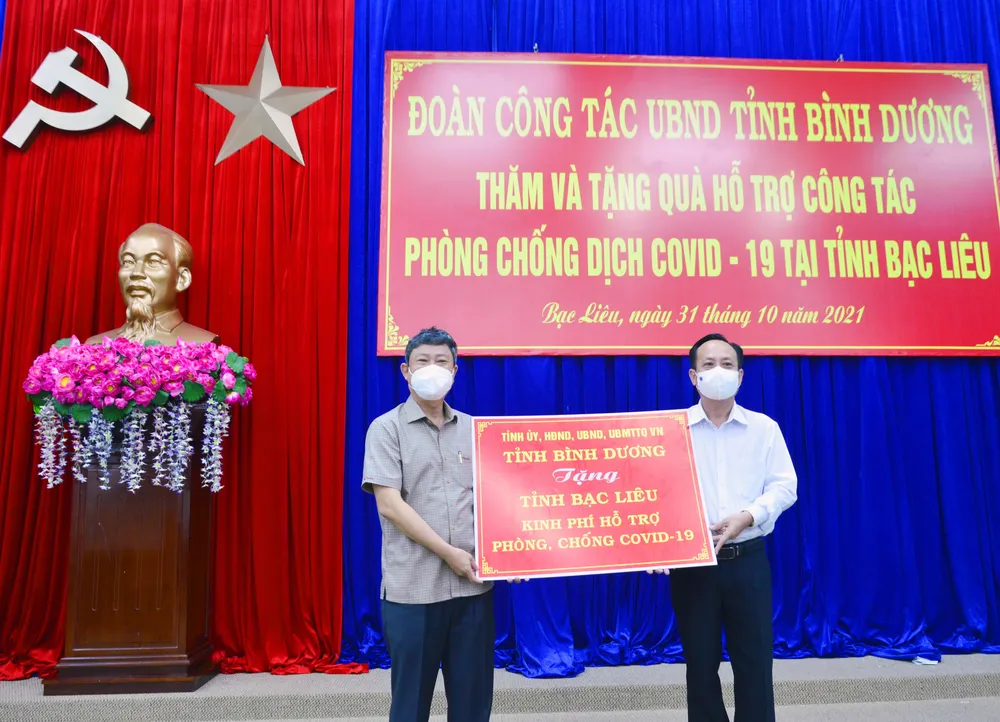 ĐOÀN CÔNG TÁC UBND TỈNH BÌNH DƯƠNG
THĂM VÀ TẶNG QUÀ HỖ TRỢ CÔNG TÁC
PHÒNG CHỐNG DỊCH COVID - 19 TẠI TỈNH BẠC LIÊU
Bạc Liêu, ngày 31 tháng 10 năm 2021
TỈNH ỦY, HĐND, UBND, UBMTTQ VN
TỈNH BÌNH DƯƠNG
Tặng
TỈNH BẠC LIÊU
KINH PHÍ HỖ TRỢ
PHÒNG, CHỐNG COVID-19